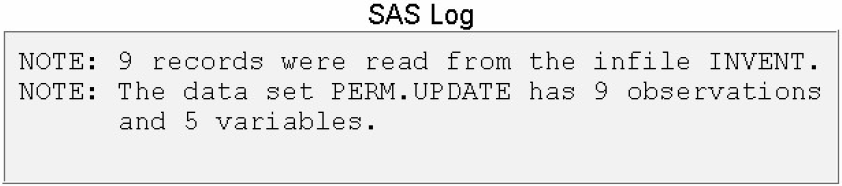 SAS Log
NOTE: 9 records were read from the infile INVENT.
NOTE: The data set PERM.UPDATE has 9 observations
and 5 variables.